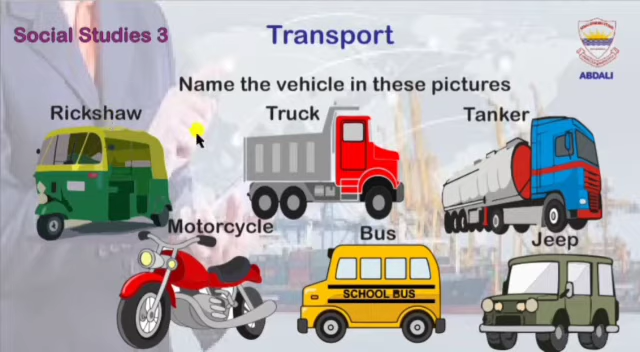 Social Studies 3
Transport
ABDALI
Name the vehicle in these pictures
Rickshaw
Truck
Tanker
Motorcycle
Bus
Jeep
SCHOOL BUS